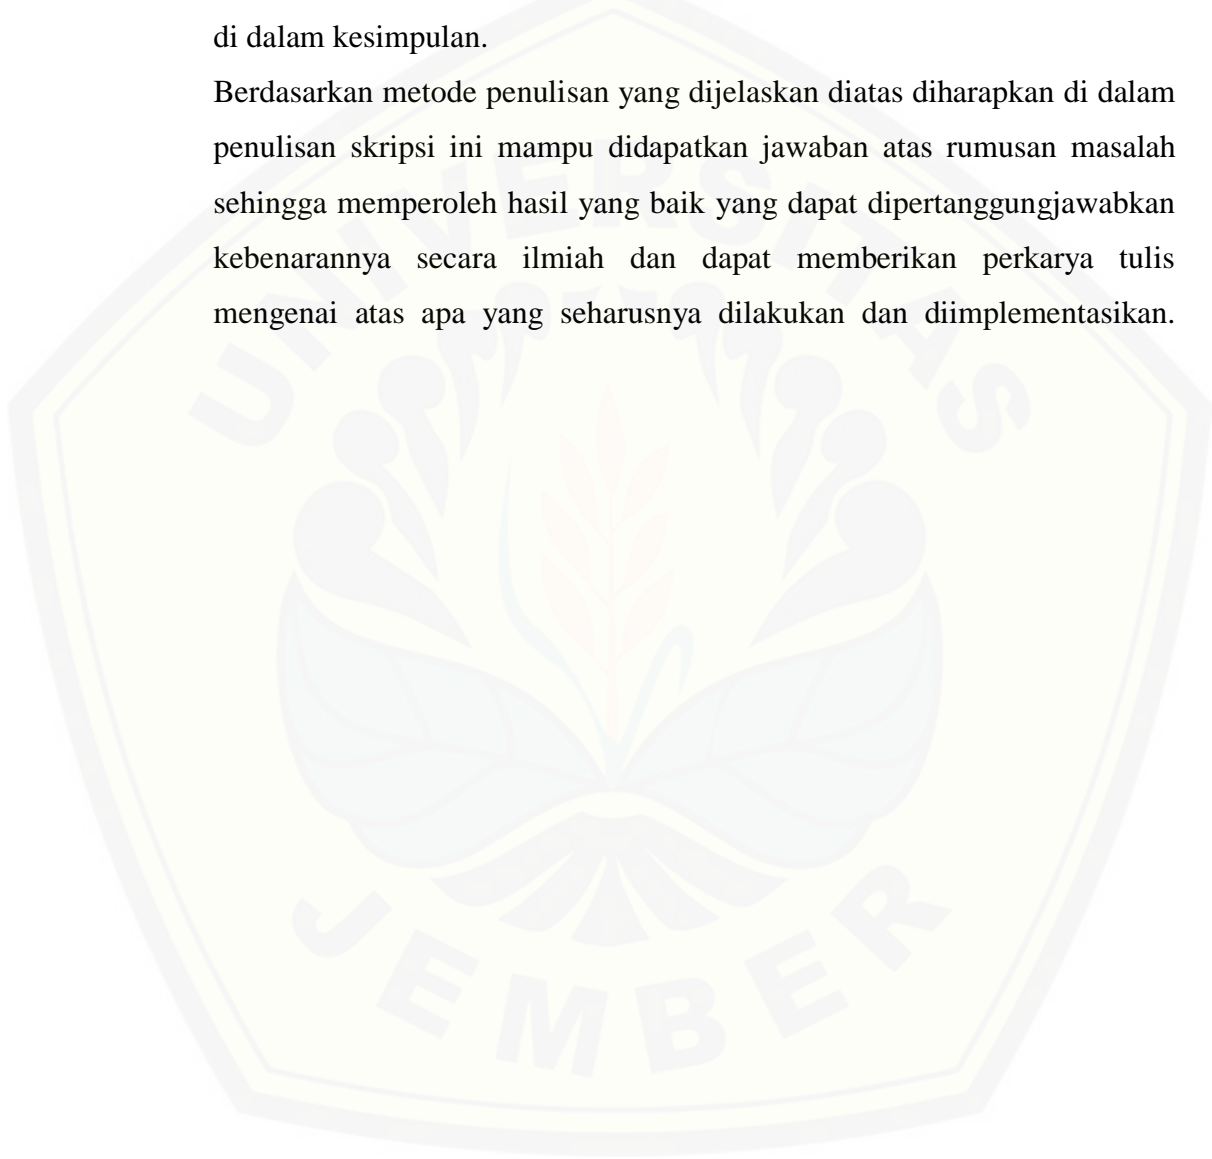 di dalam kesimpulan.
Berdasarkan metode penulisan yang dijelaskan diatas diharapkan di dalam
penulisan skripsi ini mampu didapatkan jawaban atas rumusan masalah
sehingga memperoleh hasil yang baik yang dapat dipertanggungjawabkan
kebenarannya secara ilmiah dan dapat memberikan perkarya tulis
mengenai atas apa yang seharusnya dilakukan dan diimplementasikan.
UNIVERSITAS
JEMBER